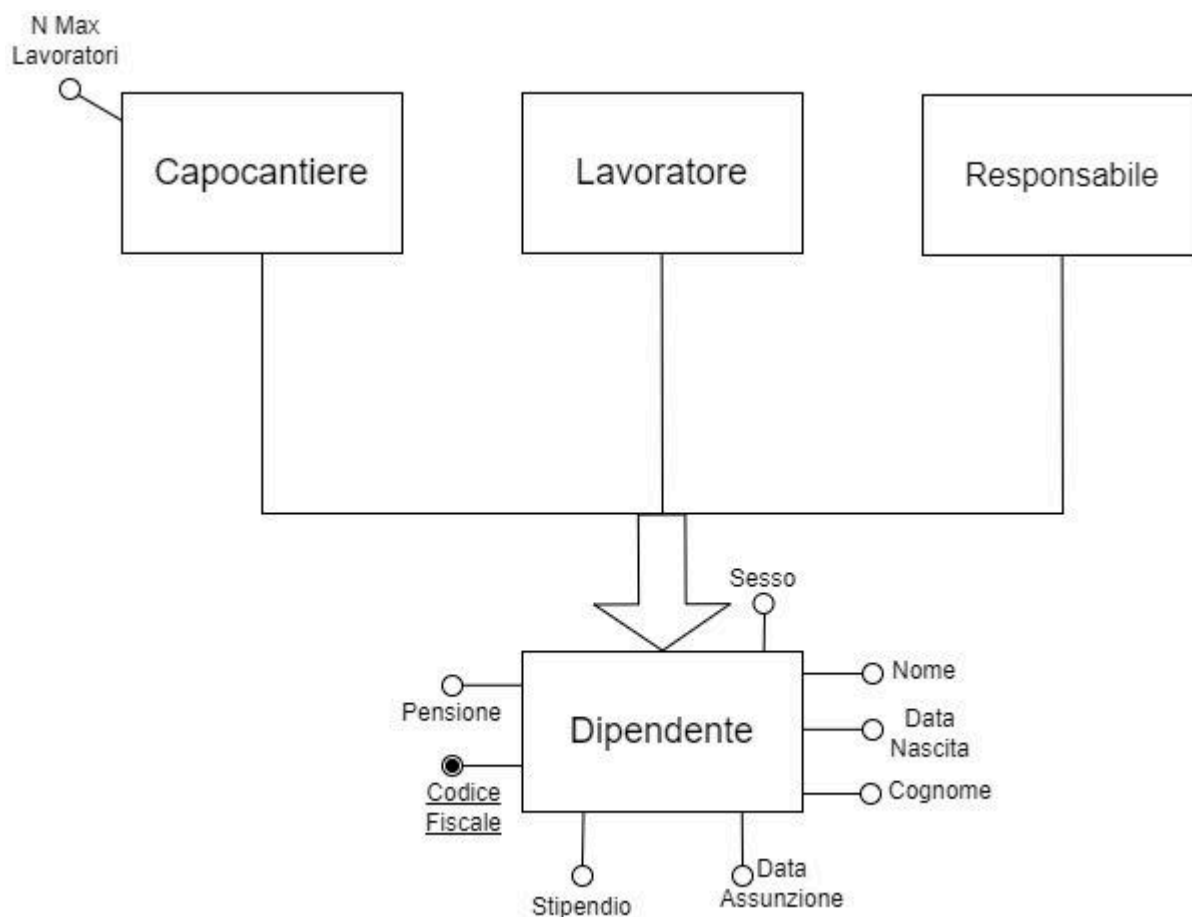 N Max
Lavoratori
Capocantiere
Lavoratore
Responsabile
Sesso
Pensione
Nome
Dipendente
Data
Nascita
Codice
Fiscale
Cognome
Stipendio
Data
Assunzione